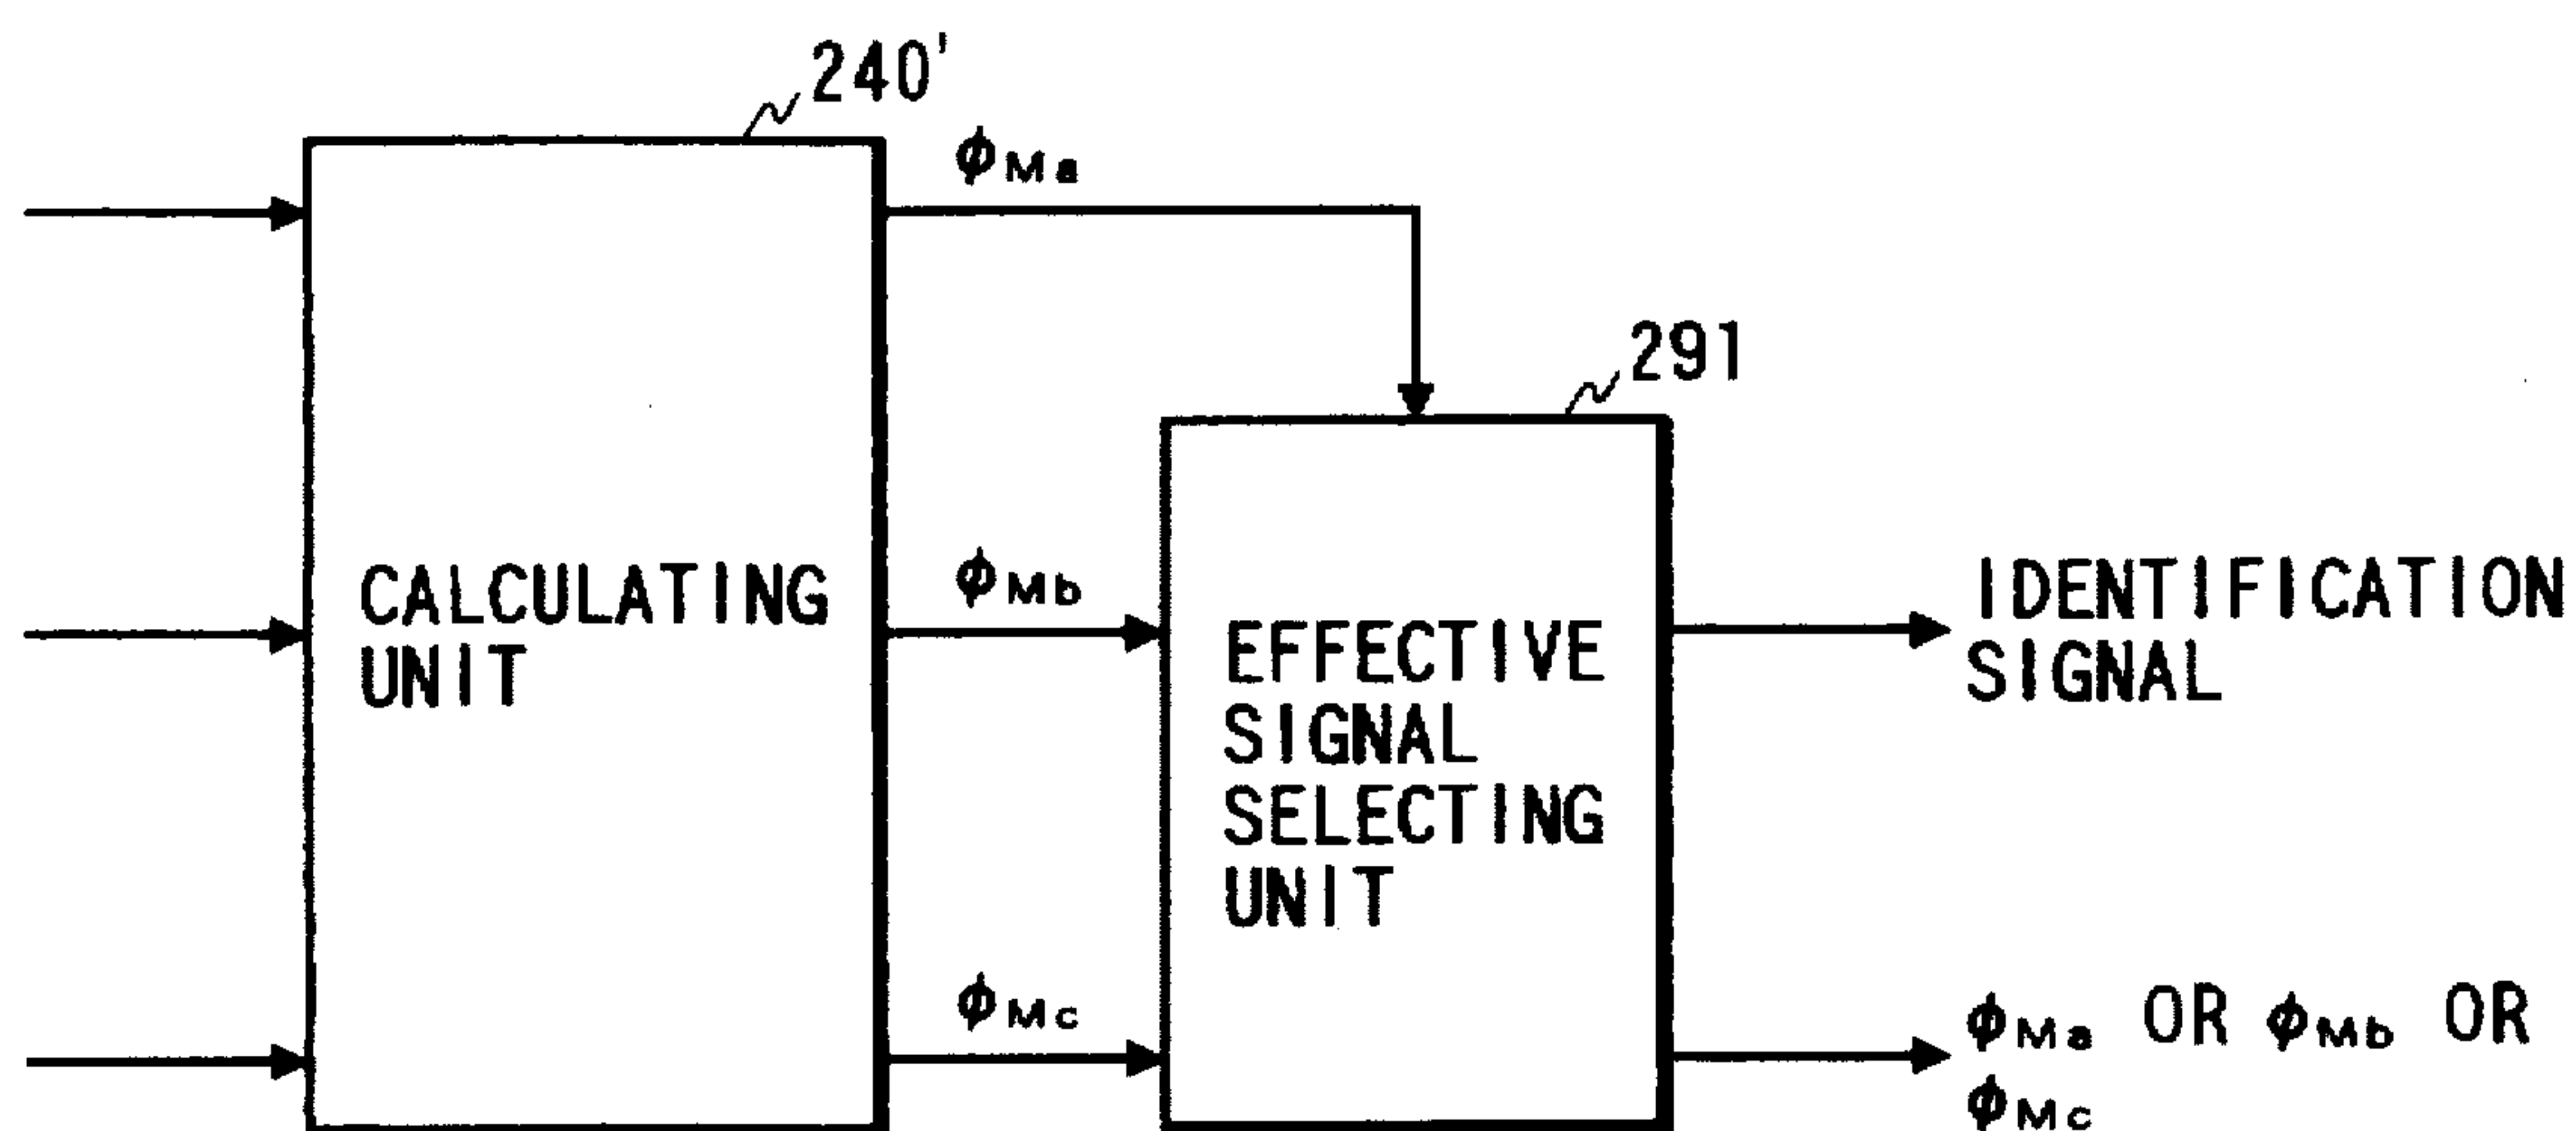 240'
ϕMa
291
CALCULATING
UNIT
ϕMb
EFFECTIVE
SIGNAL
SELECTING
UNIT
IDENTIFICATION
SIGNAL
ϕMc
ϕMa OR ϕMb OR
ϕMc